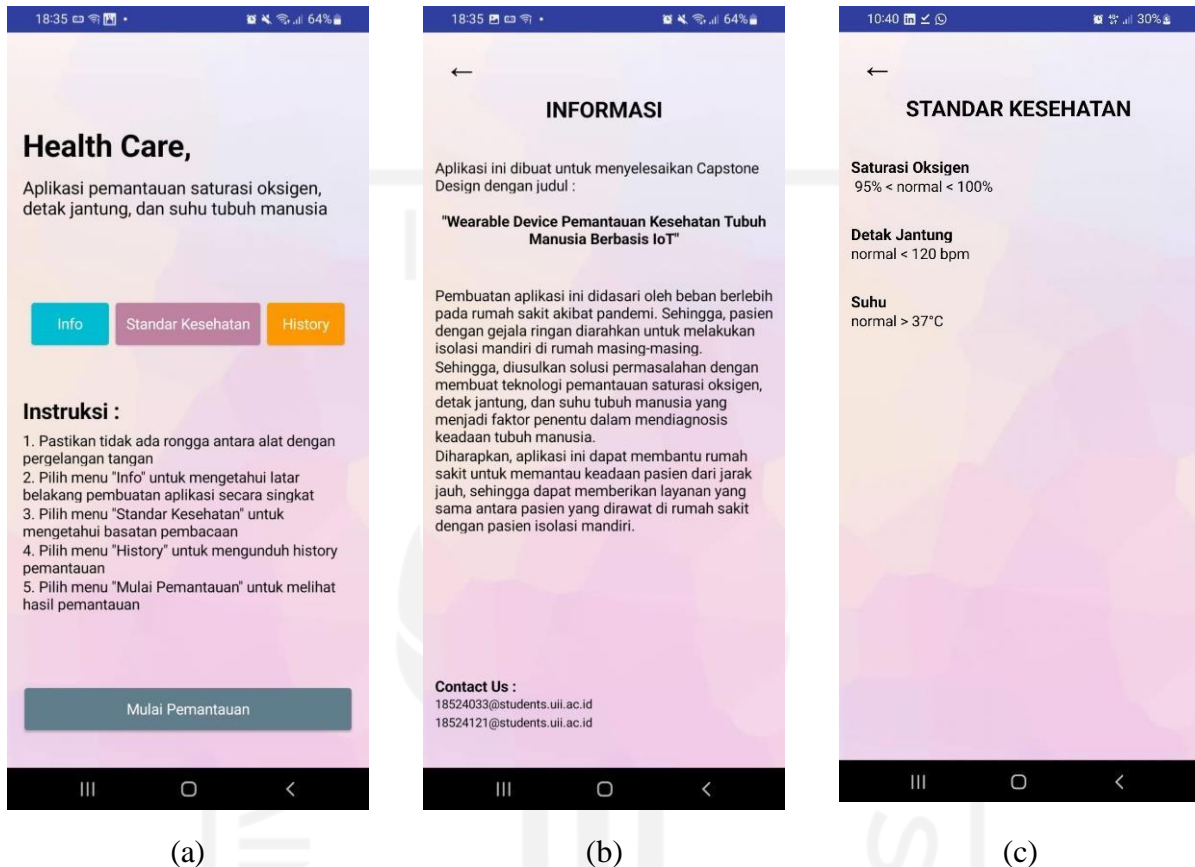 18:35
64%
Health Care,
Aplikasi pemantauan saturasi oksigen,
detak jantung, dan suhu tubuh manusia
Info
Standar Kesehatan
History
Instruksi :
1. Pastikan tidak ada rongga antara alat dengan
pergelangan tangan
2. Pilih menu "Info" untuk mengetahui latar
belakang pembuatan aplikasi secara singkat
3. Pilih menu "Standar Kesehatan" untuk
mengetahui basatan pembacaan
4. Pilih menu "History" untuk mengunduh history
pemantauan
5. Pilih menu "Mulai Pemantauan" untuk melihat
hasil pemantauan
Mulai Pemantauan
(a)
18:35
64%
INFORMASI
Aplikasi ini dibuat untuk menyelesaikan Capstone
Design dengan judul :
"Wearable Device Pemantauan Kesehatan Tubuh
Manusia Berbasis IoT"
Pembuatan aplikasi ini didasari oleh beban berlebih
pada rumah sakit akibat pandemi. Sehingga, pasien
dengan gejala ringan diarahkan untuk melakukan
isolasi mandiri di rumah masing-masing.
Sehingga, diusulkan solusi permasalahan dengan
membuat teknologi pemantauan saturasi oksigen,
detak jantung, dan suhu tubuh manusia yang
menjadi faktor penentu dalam mendiagnosis
keadaan tubuh manusia.
Diharapkan, aplikasi ini dapat membantu rumah
sakit untuk memantau keadaan pasien dari jarak
jauh, sehingga dapat memberikan layanan yang
sama antara pasien yang dirawat di rumah sakit
dengan pasien isolasi mandiri.
Contact Us :
18524033@students.uii.ac.id
18524121@students.uii.ac.id
(b)
10:40
30%
STANDAR KESEHATAN
Saturasi Oksigen
95% < normal < 100%
Detak Jantung
normal < 120 bpm
Suhu
normal > 37°C
(c)